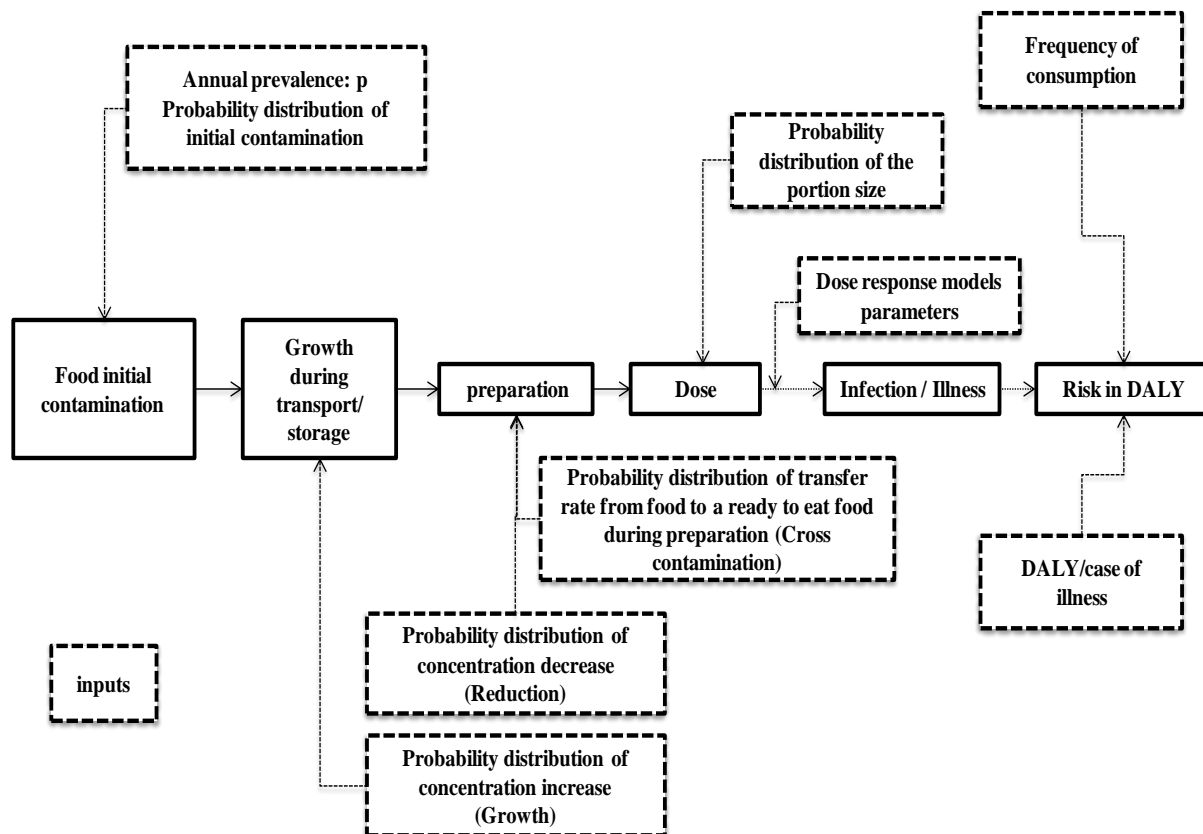 Annual prevalence: p
Probability distribution of
initial contamination
Frequency of
consumption
Probability
distribution of the
portion size
Dose response models
parameters
Food initial
contamination
Growth
during
transport/
storage
preparation
Dose
Infection / Illness
Risk in DALY
Probability distribution of transfer
rate from food to a ready to eat food
during preparation (Cross
contamination)
DALY/case of
illness
Probability distribution of
concentration decrease
(Reduction)
inputs
Probability distribution of
concentration increase
(Growth)